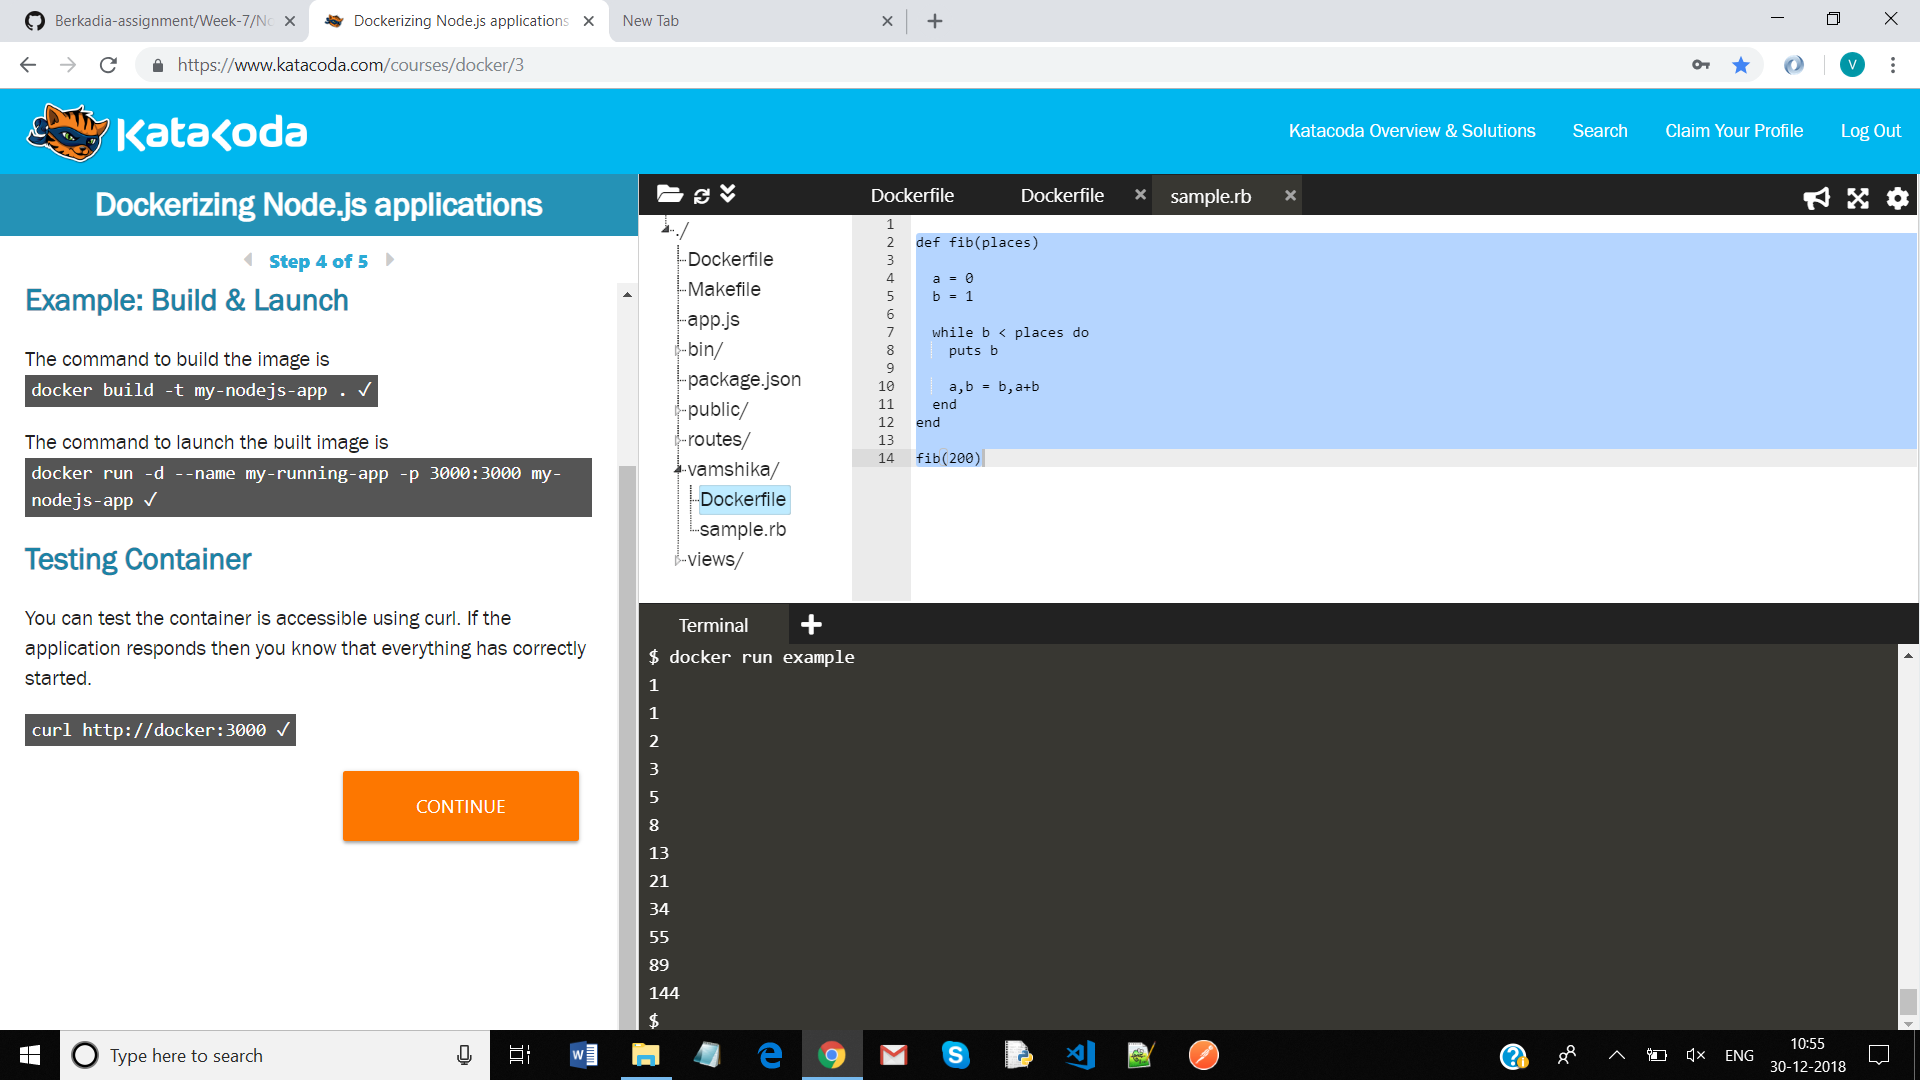 Berkadia-assignment/Week-7/No
Dockerizing Node.js applications
New Tab
https://www.katacoda.com/courses/docker/3
V
Katacoda
Katacoda Overview & Solutions
Search
Claim Your Profile
Log Out
Dockerizing Node.js applications
Step 4 of 5
Example: Build & Launch
The command to build the image is
docker build -t my-nodejs-app . ✓
The command to launch the built image is
docker run -d --name my-running-app -p 3000:3000 my-
nodejs-app ✓
Testing Container
You can test the container is accessible using curl. If the
application responds then you know that everything has correctly
started.
curl http://docker:3000 ✓
CONTINUE
Dockerfile
Dockerfile
sample.rb
./
Dockerfile
Makefile
app.js
bin/
package.json
public/
routes/
vamshika/
Dockerfile
sample.rb
views/
1
2 def fib(places)
3
4 a = 0
5 b = 1
6
7 while b < places do
8 puts b
9
10 a,b = b,a+b
11 end
12 end
13
14 fib(200)
Terminal
$ docker run example
1
1
2
3
5
8
13
21
34
55
89
144
$
Type here to search
ENG
10:55
30-12-2018